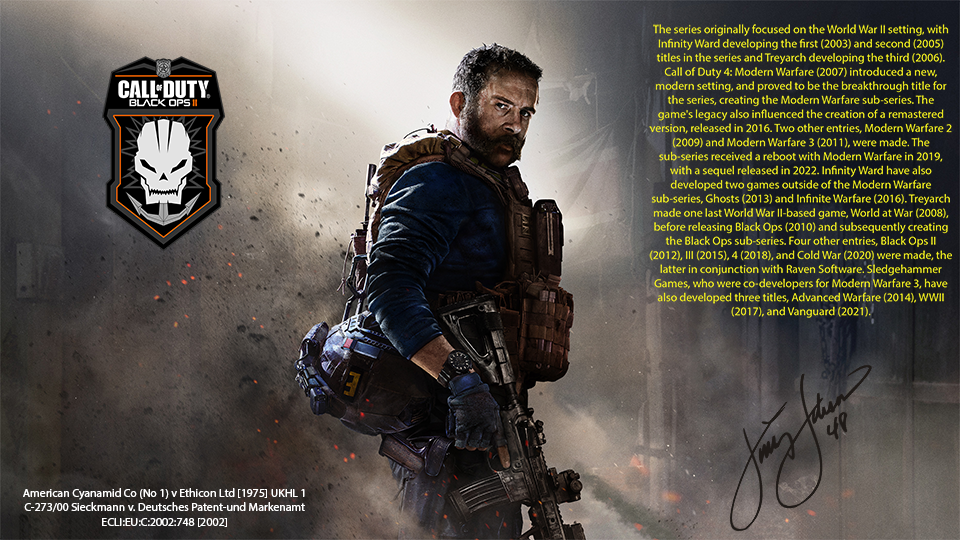 CALL OF DUTY
BLACK OPS II
The series originally focused on the World War II setting, with
Infinity Ward developing the first (2003) and second (2005)
titles in the series and Treyarch developing the third (2006).
Call of Duty 4: Modern Warfare (2007) introduced a new,
modern setting, and proved to be the breakthrough title for
the series, creating the Modern Warfare sub-series. The
game's legacy also influenced the creation of a remastered
version, released in 2016. Two other entries, Modern Warfare 2
(2009) and Modern Warfare 3 (2011), were made. The
sub-series received a reboot with Modern Warfare in 2019,
with a sequel released in 2022. Infinity Ward have also
developed two games outside of the Modern Warfare
sub-series, Ghosts (2013) and Infinite Warfare (2016). Treyarch
made one last World War II-based game, World at War (2008),
before releasing Black Ops (2010) and subsequently creating
the Black Ops sub-series. Four other entries, Black Ops II
(2012), III (2015), 4 (2018), and Cold War (2020) were made, the
latter in conjunction with Raven Software. Sledgehammer
Games, who were co-developers for Modern Warfare 3, have
also developed three titles, Advanced Warfare (2014), WWII
(2017), and Vanguard (2021).
3
48
American Cyanamid Co (No 1) v Ethicon Ltd [1975] UKHL 1
C-273/00 Sieckmann v. Deutsches Patent-und Markenamt
ECLI:EU:C:2002:748 [2002]